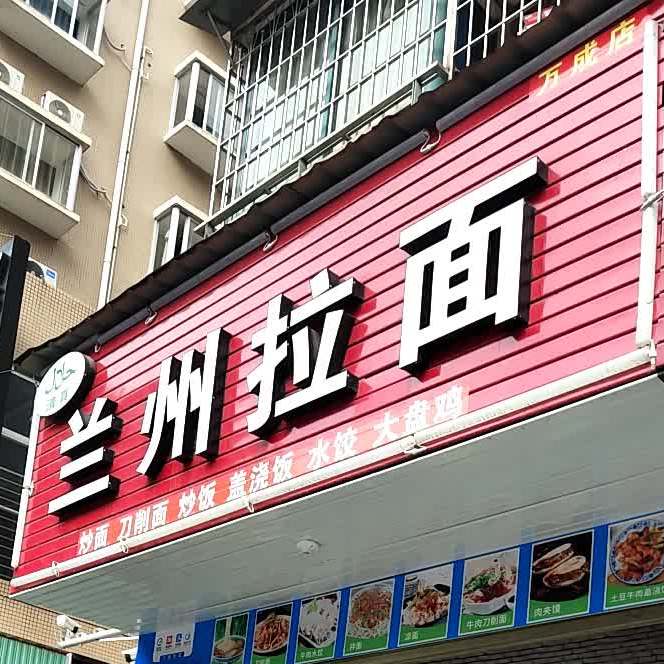 万成店
清真
兰州拉面
炒面 刀削面 炒饭 盖浇饭 水饺 大盘鸡
牛肉水饺
拌面
凉面
牛肉刀削面
肉夹馍
土豆牛肉盖浇饭